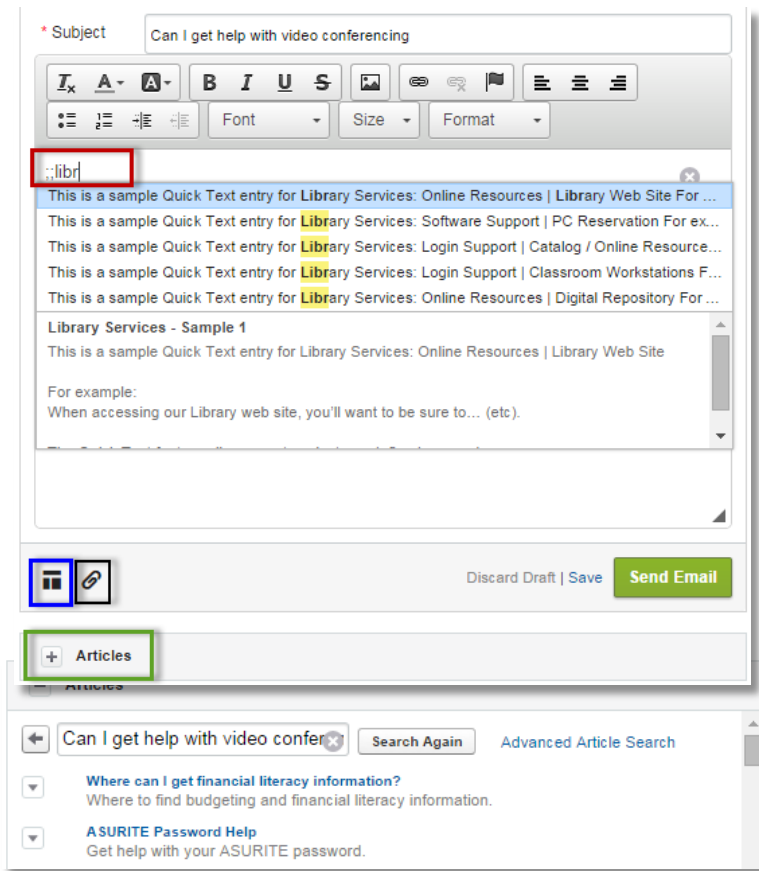 * Subject Can I get help with video conferencing
Ix A A B I U S
Font Size Format
;;libr
This is a sample Quick Text entry for Library Services: Online Resources | Library Web Site For ...
This is a sample Quick Text entry for Library Services: Software Support | PC Reservation For ex...
This is a sample Quick Text entry for Library Services: Login Support | Catalog / Online Resource...
This is a sample Quick Text entry for Library Services: Login Support | Classroom Workstations F...
This is a sample Quick Text entry for Library Services: Online Resources | Digital Repository For ...
Library Services - Sample 1
This is a sample Quick Text entry for Library Services: Online Resources | Library Web Site
For example:
When accessing our Library web site, you'll want to be sure to... (etc).
Discard Draft | Save Send Email
+ Articles
Articles
Can I get help with video confer Search Again Advanced Article Search
Where can I get financial literacy information?
Where to find budgeting and financial literacy information.
ASURITE Password Help
Get help with your ASURITE password.